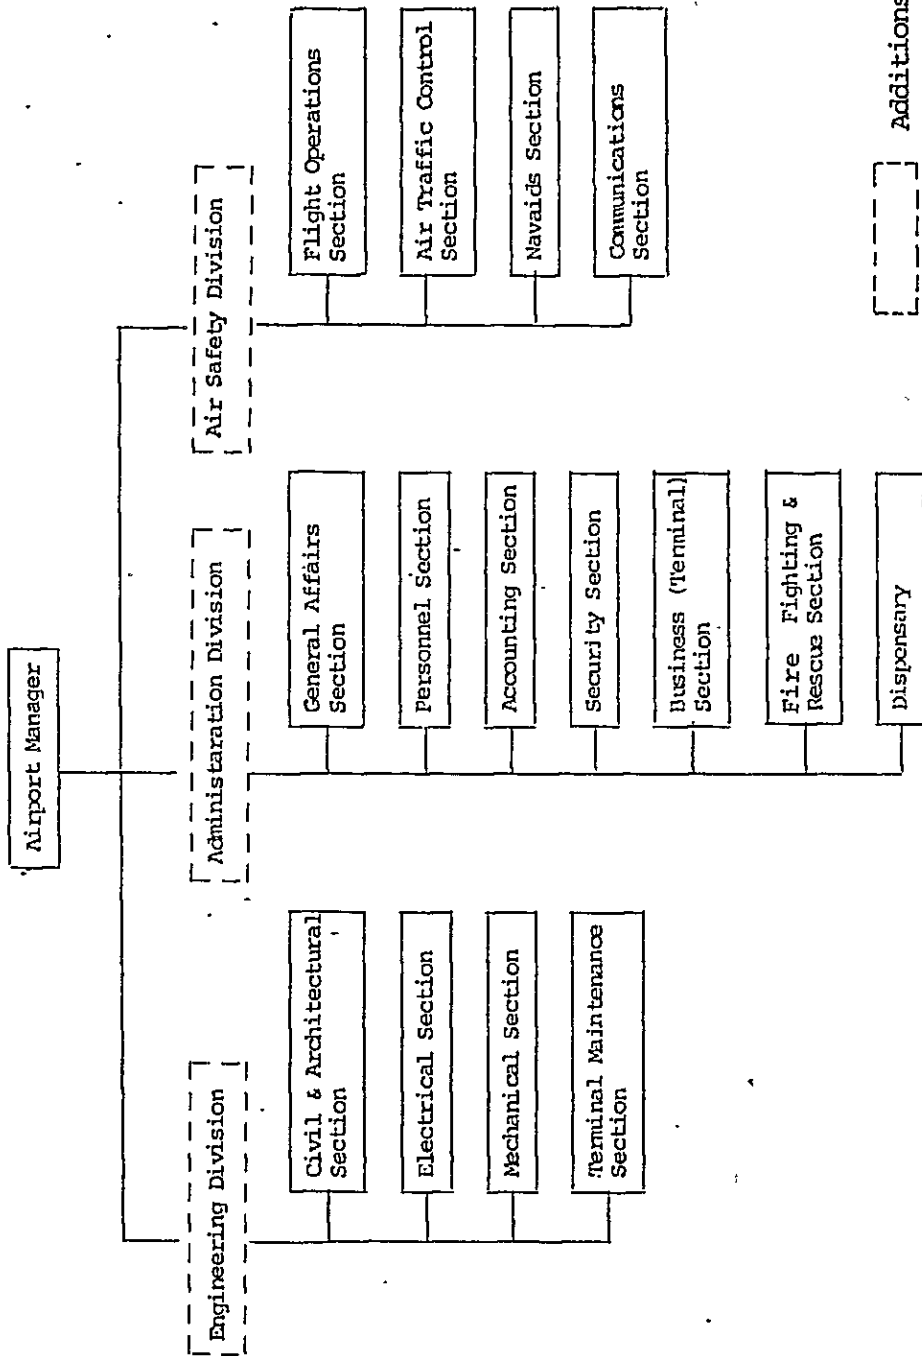 Airport Manager
Engineering Division
Civil & Architectural
Section
Electrical Section
Mechanical Section
Terminal Maintenance
Section
Administaration Division
General Affairs
Section
Personnel Section
Accounting Section
Security Section
Business (Terminal)
Section
Fire Fighting &
Rescue Section
Dispensary
Air Safety Division
Flight Operations
Section
Air Traffic Control
Section
Navaids Section
Communications
Section
Additions